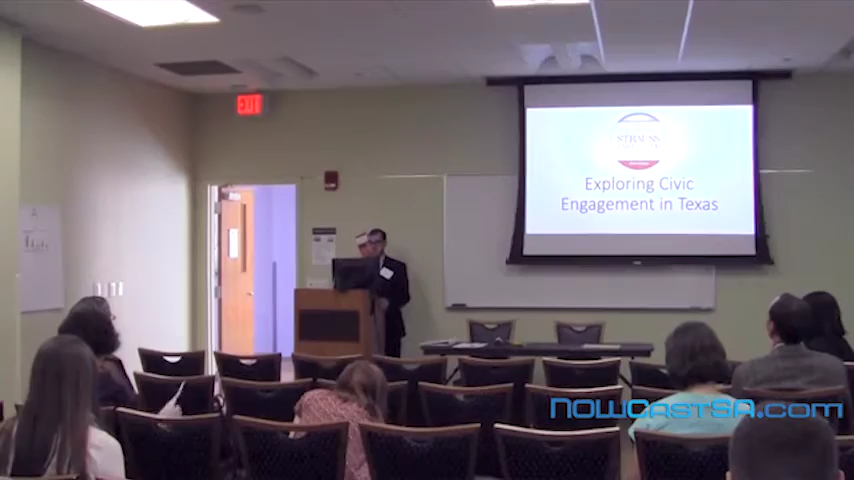 EXIT
STRAUSS
Exploring Civic
Engagement in Texas
NOWCASTSA.com